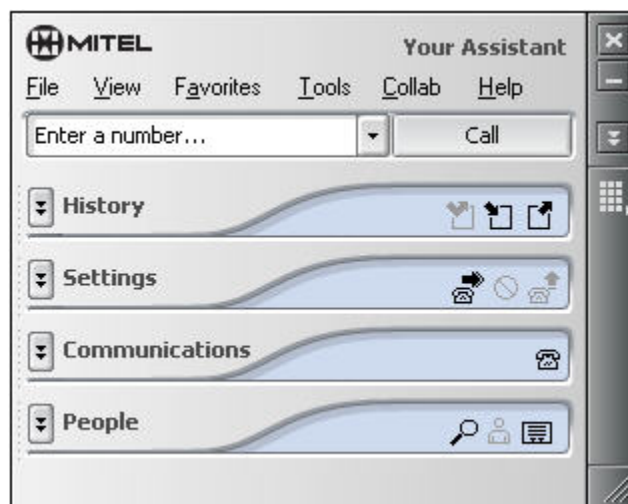 MITEL
Your Assistant
File View Favorites Tools Collab Help
Enter a number... Call
History
Settings
Communications
People